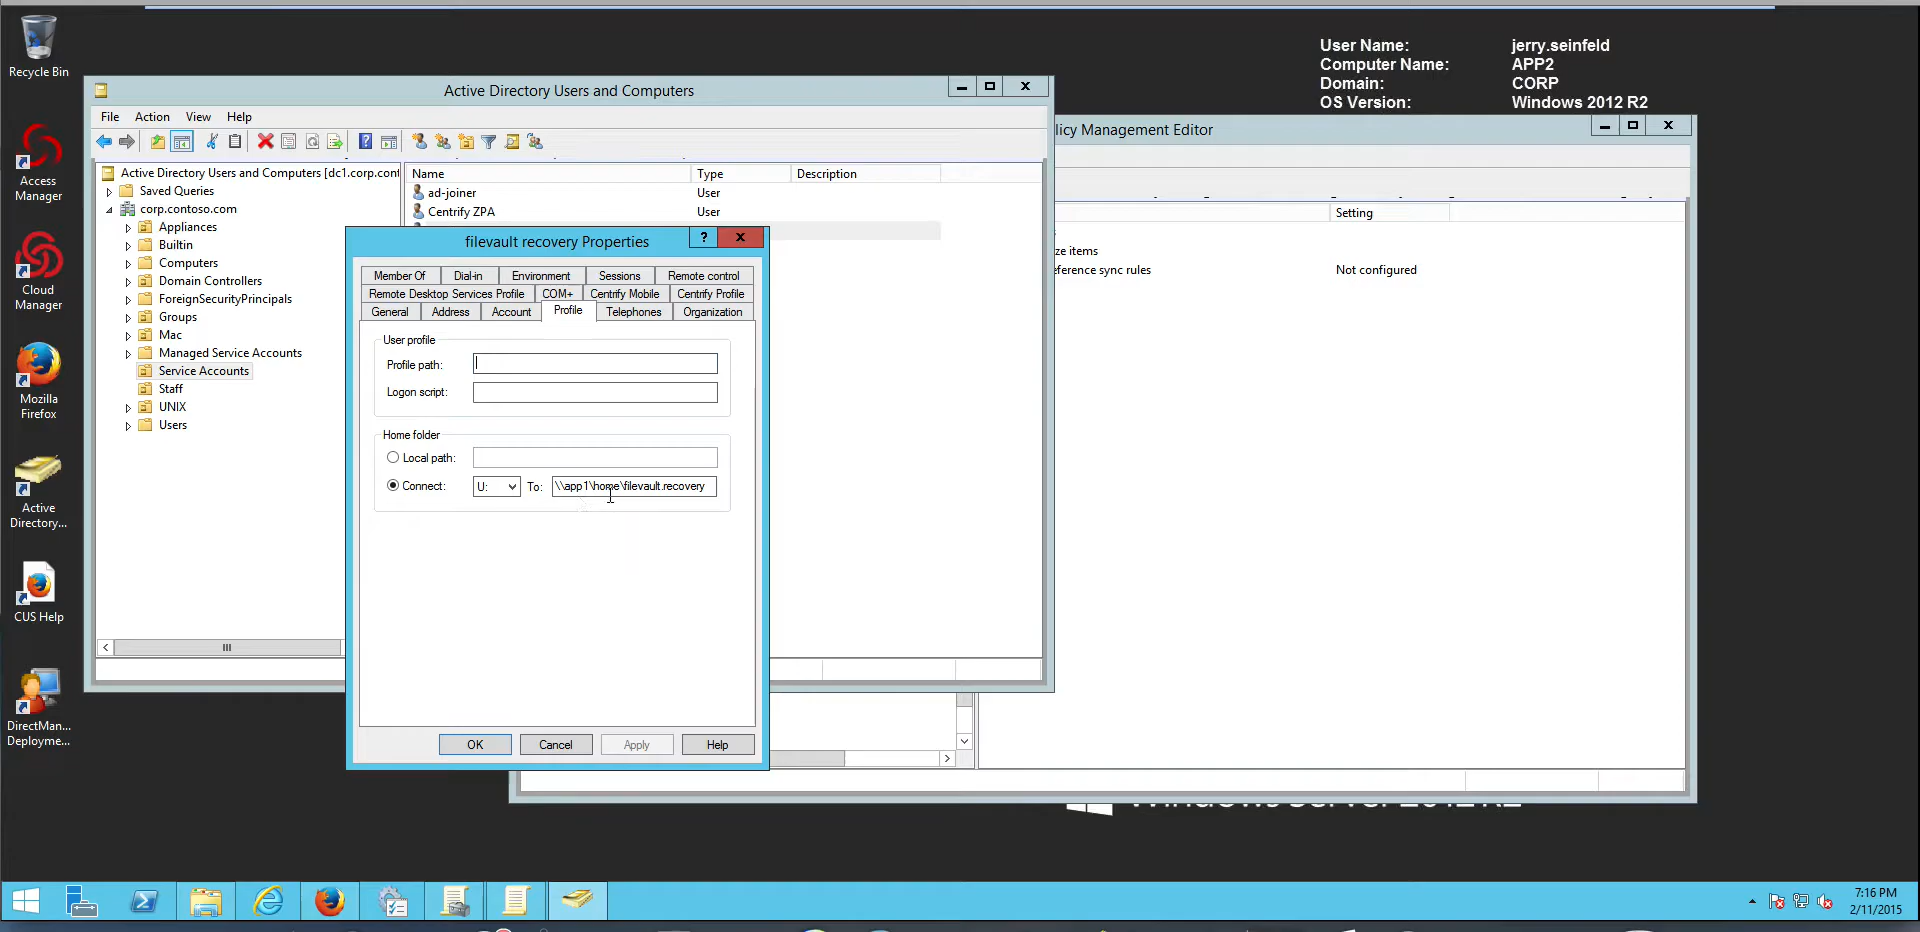 Recycle Bin
Access
Manager
Cloud
Manager
Mozilla
Firefox
Active
Directory...
CUS Help
DirectMan...
Deployme...
User Name: jerry.seinfeld
Computer Name: APP2
Domain: CORP
OS Version: Windows 2012 R2
Active Directory Users and Computers
File Action View Help
Active Directory Users and Computers [dc1.corp.cont
Saved Queries
corp.contoso.com
Appliances
Builtin
Computers
Domain Controllers
ForeignSecurityPrincipals
Groups
Mac
Managed Service Accounts
Service Accounts
Staff
UNIX
Users
Name Type Description
ad-joiner User
Centrify ZPA User
licy Management Editor
Setting
ze items
ference sync rules Not configured
filevault recovery Properties
Member Of Dial-in Environment Sessions Remote control
Remote Desktop Services Profile COM+ Centrify Mobile Centrify Profile
General Address Account Profile Telephones Organization
User profile
Profile path:
Logon script:
Home folder
Local path:
Connect: U: To: \\app1\home\filevault.recovery
OK Cancel Apply Help
7:16 PM
2/11/2015